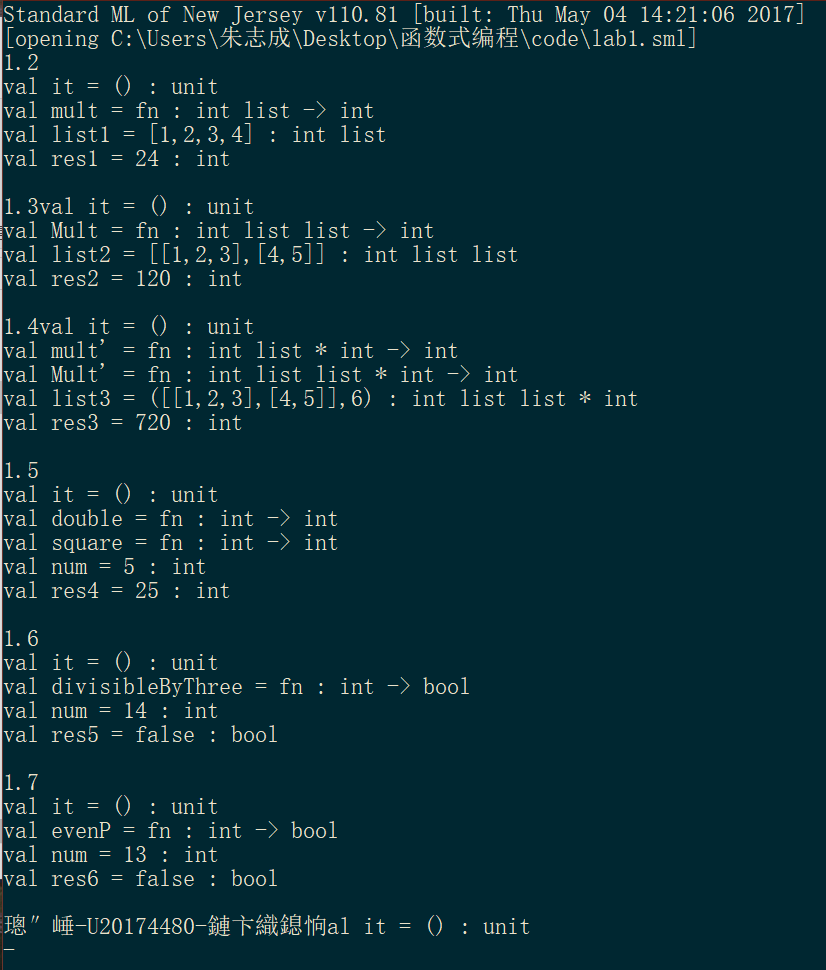 Standard ML of New Jersey v110.81 [built: Thu May 04 14:21:06 2017]
[opening C:\Users\朱志成\Desktop\函数式编程\code\lab1.sml]
1.2
val it = () : unit
val mult = fn : int list -> int
val list1 = [1,2,3,4] : int list
val res1 = 24 : int
1.3val it = () : unit
val Mult = fn : int list list -> int
val list2 = [[1,2,3],[4,5]] : int list list
val res2 = 120 : int
1.4val it = () : unit
val mult' = fn : int list * int -> int
val Mult' = fn : int list list * int -> int
val list3 = ([[1,2,3],[4,5]],6) : int list list * int
val res3 = 720 : int
1.5
val it = () : unit
val double = fn : int -> int
val square = fn : int -> int
val num = 5 : int
val res4 = 25 : int
1.6
val it = () : unit
val divisibleByThree = fn : int -> bool
val num = 14 : int
val res5 = false : bool
1.7
val it = () : unit
val evenP = fn : int -> bool
val num = 13 : int
val res6 = false : bool
璁″崜-U20174480-鏈卞織鎴恦al it = () : unit
-